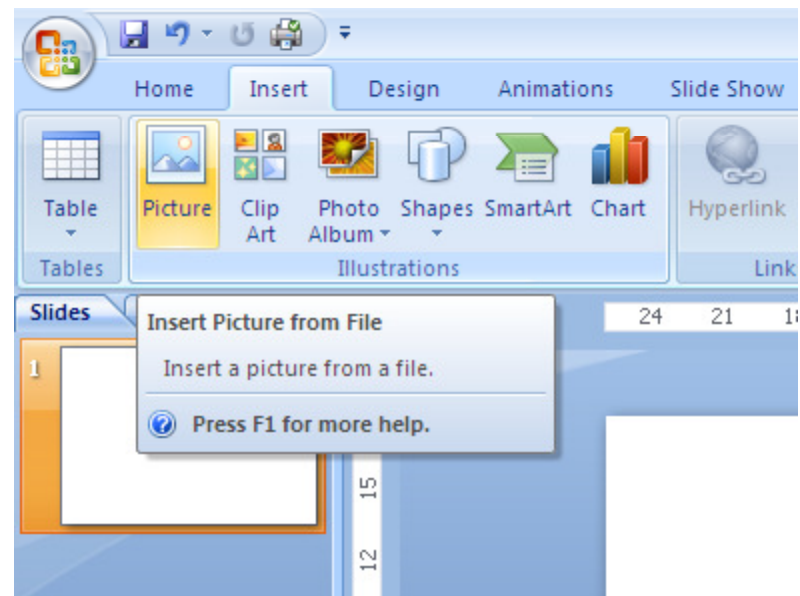 Home Insert Design Animations Slide Show
Table Picture Clip Art Photo Album Shapes SmartArt Chart Hyperlink
Tables Illustrations Link
Slides
24 21
Insert Picture from File
1
Insert a picture from a file.
Press F1 for more help.
15
12